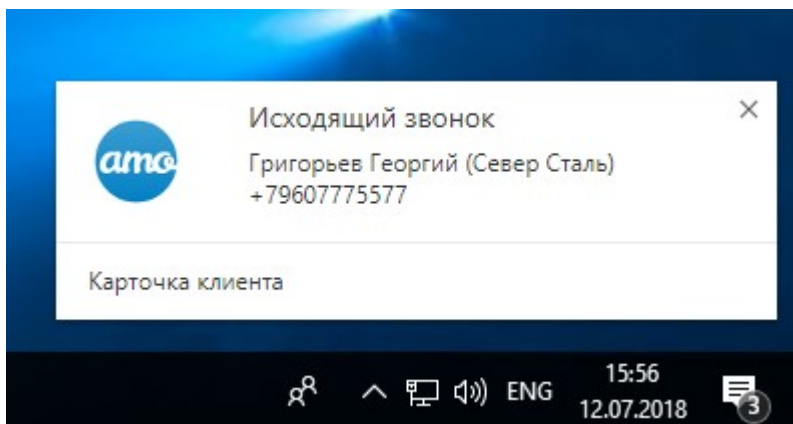 amo
Исходящий звонок
Григорьев Георгий (Север Сталь)
+79607775577
Карточка клиента
ENG
15:56
12.07.2018
3